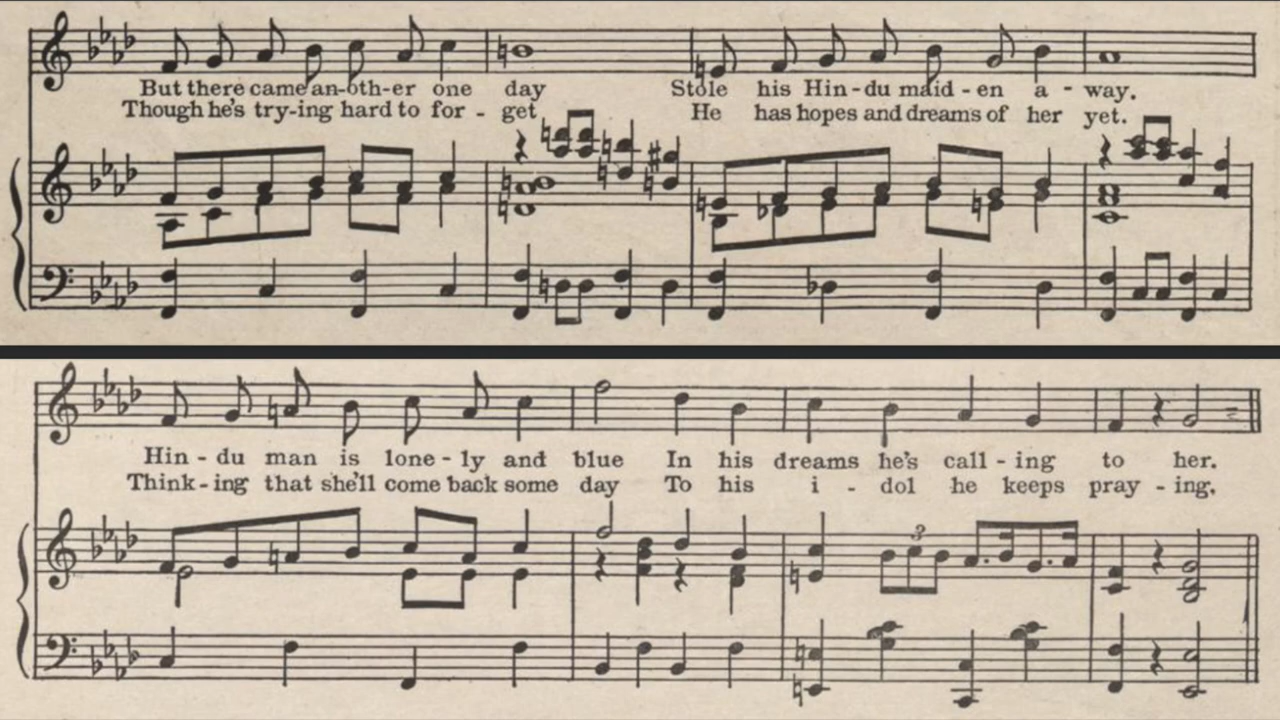 But there came an-oth-er one day Stole his Hin-du maid-en a-way.
Though he's try-ing hard to for-get He has hopes and dreams of her yet.
Hin-du man is lone-ly and blue In his dreams he's call-ing to her.
Think-ing that she'll come back some day To his i-dol he keeps pray-ing.
3